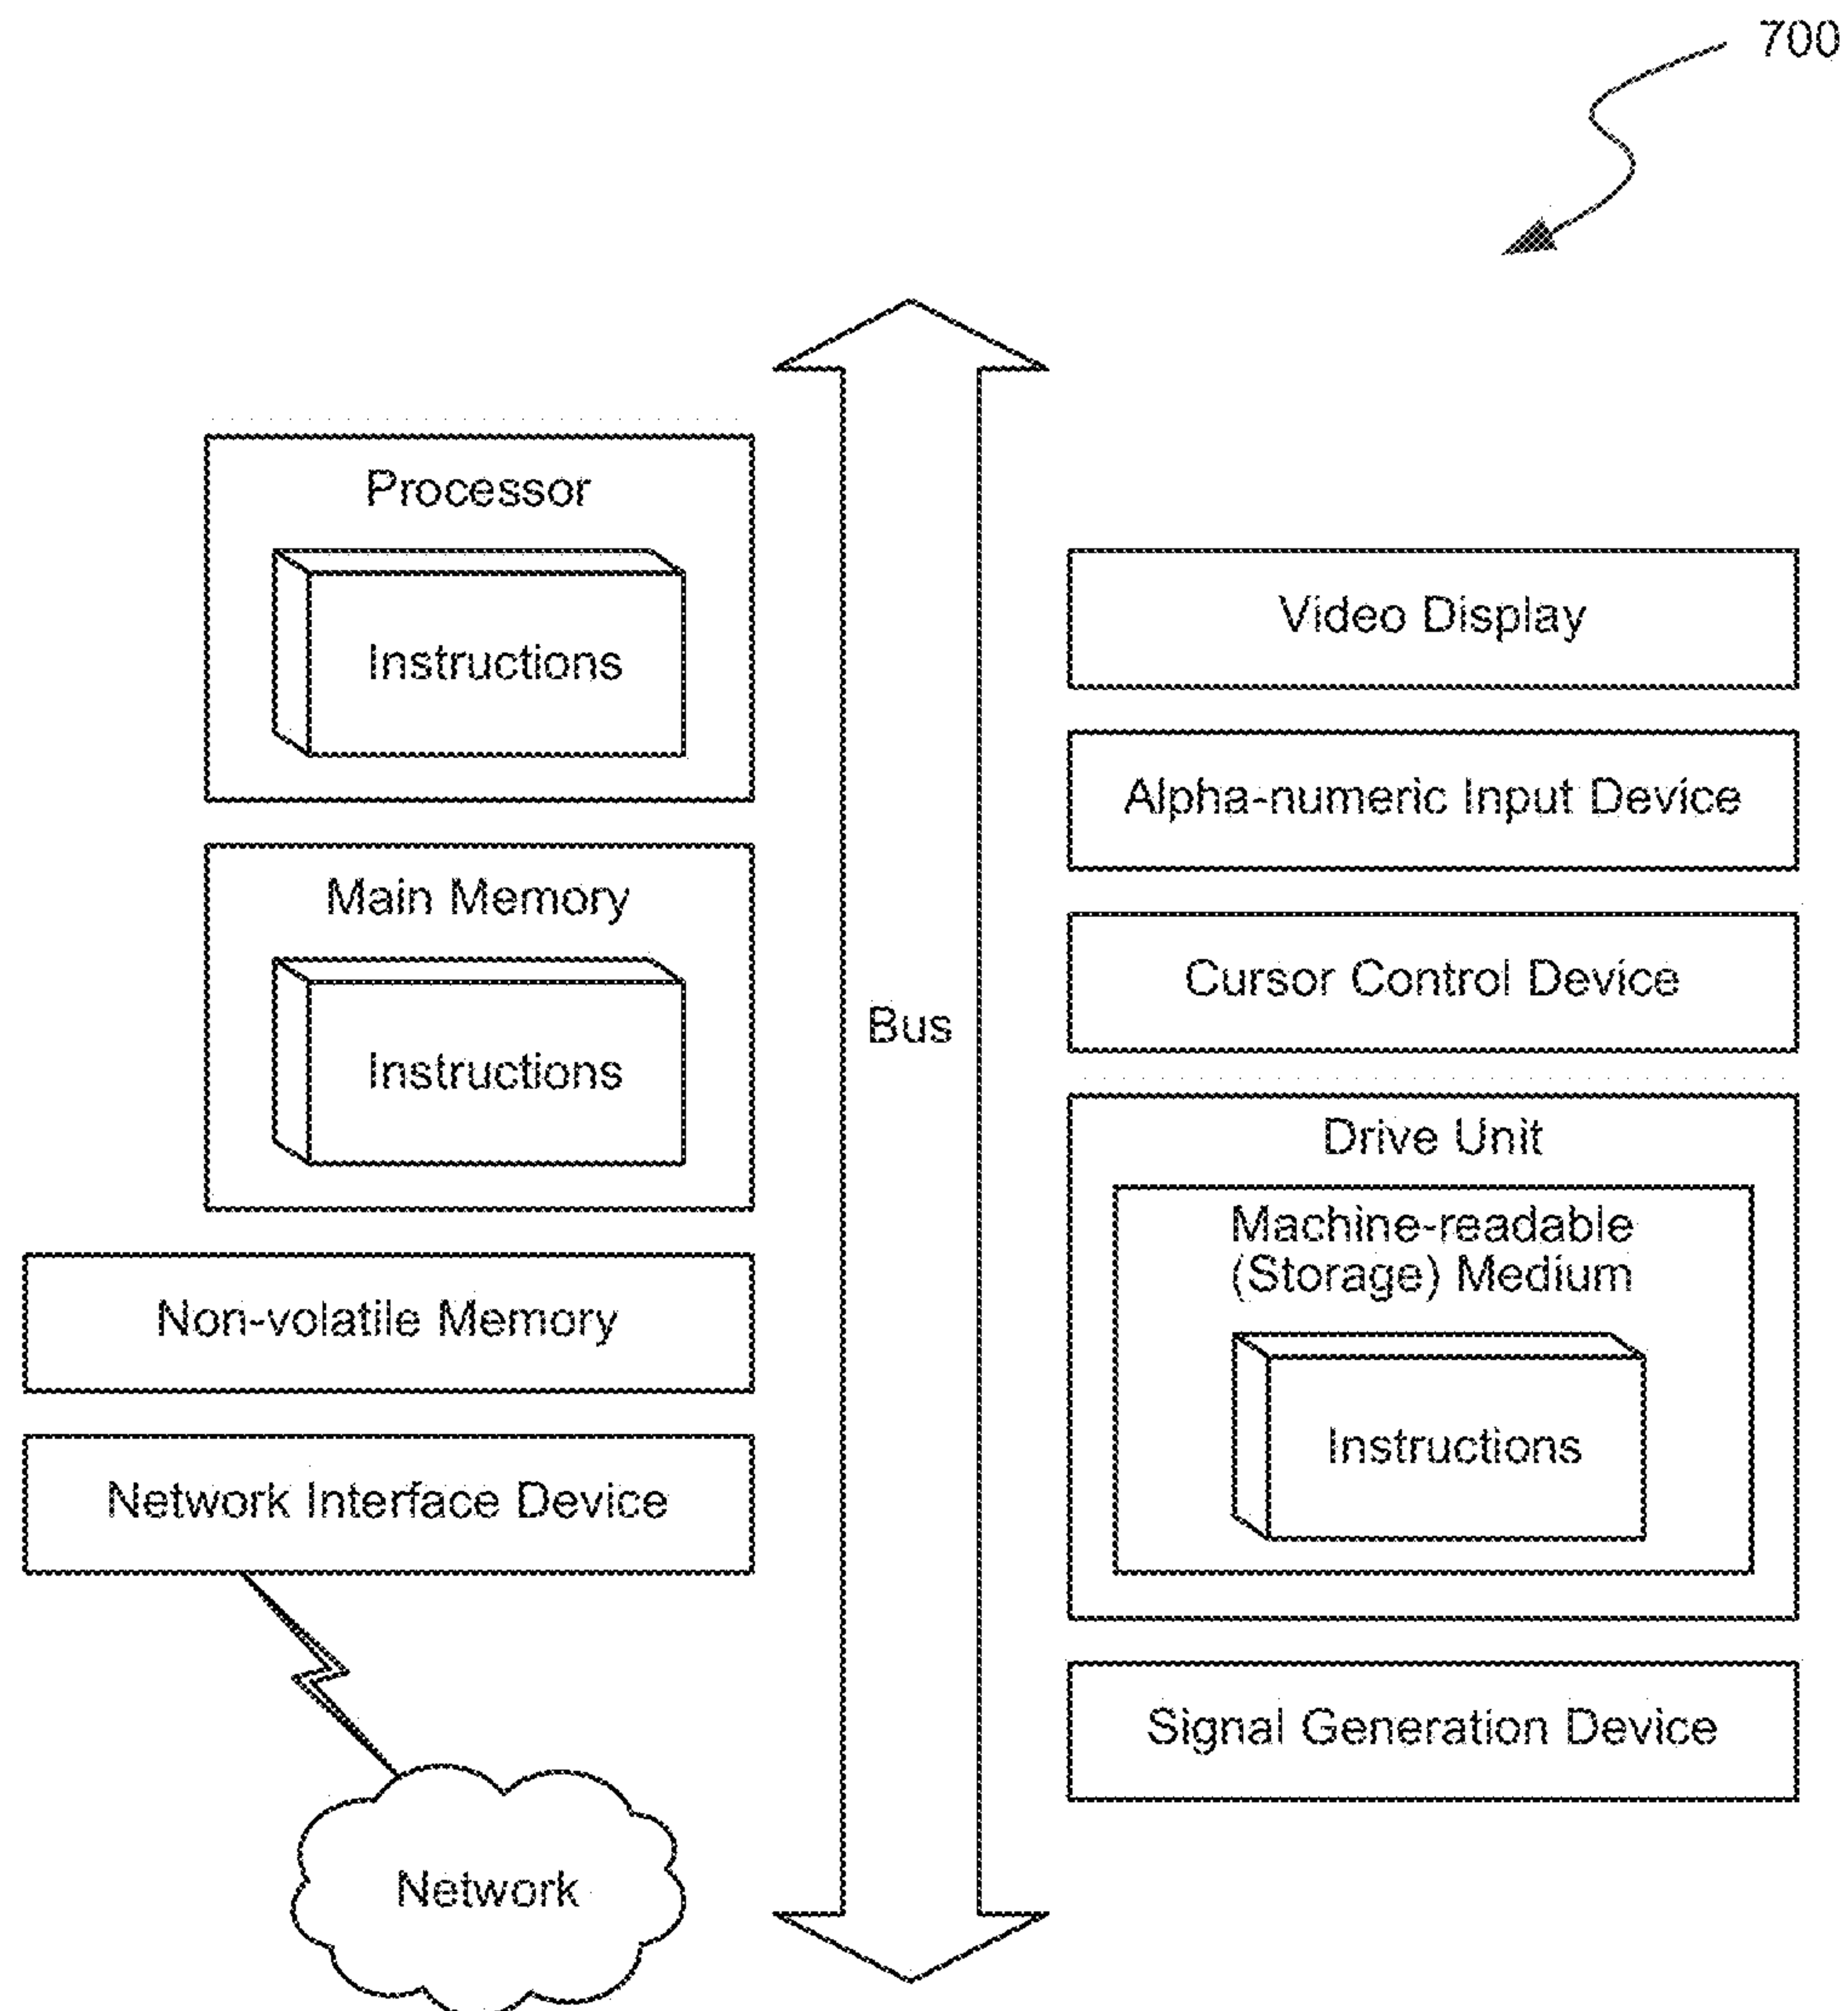 700
Processor
Instructions
Main Memory
Instructions
Non-volatile Memory
Network Interface Device
Network
Bus
Video Display
Alpha-numeric Input Device
Cursor Control Device
Drive Unit
Machine-readable
(Storage) Medium
Instructions
Signal Generation Device